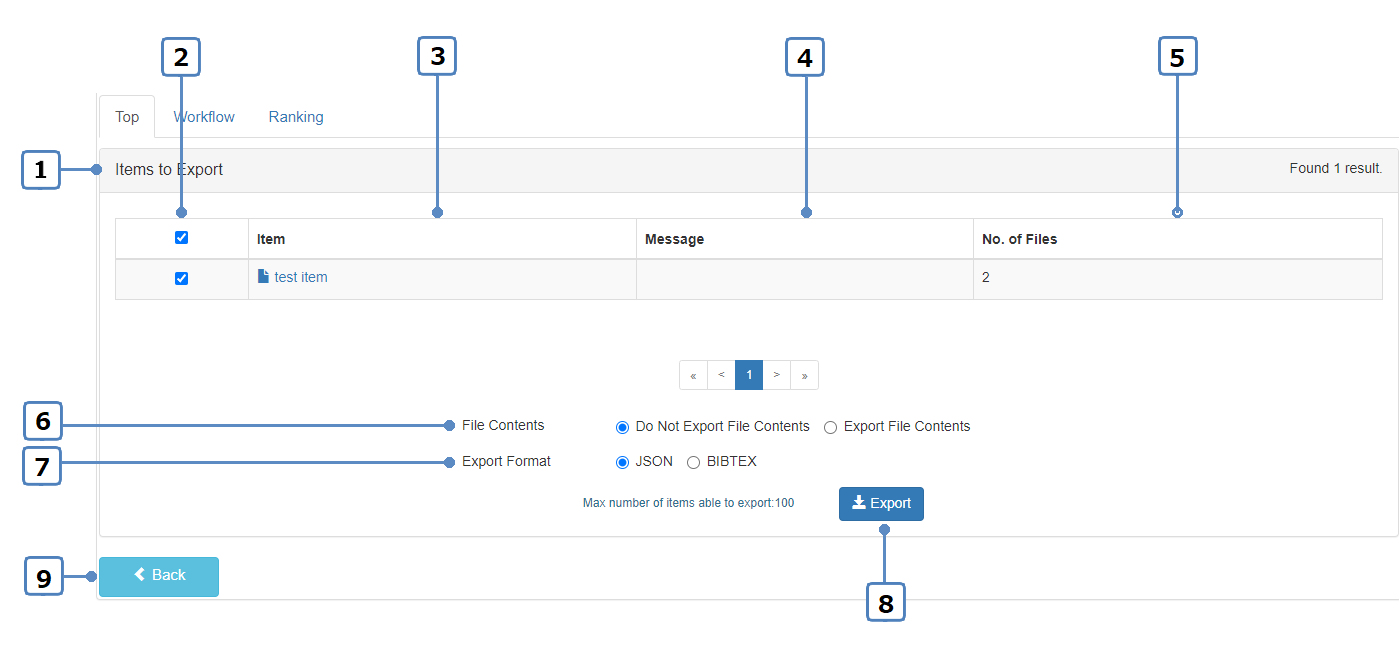 2 3 4 5
Top Workflow Ranking
1 Items to Export Found 1 result.
Item Message No. of Files
test item 2
« < 1 > »
6 File Contents Do Not Export File Contents Export File Contents
7 Export Format JSON BIBTEX
Max number of items able to export:100 Export
9 Back
8